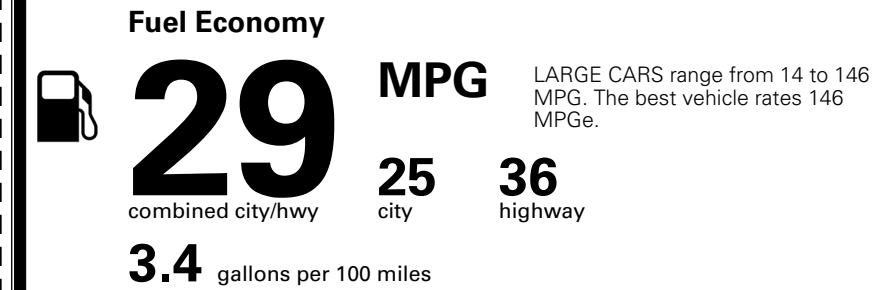 Fuel Economy
29 MPG
LARGE CARS range from 14 to 146
MPG. The best vehicle rates 146
MPGe.
25 36
combined city/hwy city highway
3.4 gallons per 100 miles